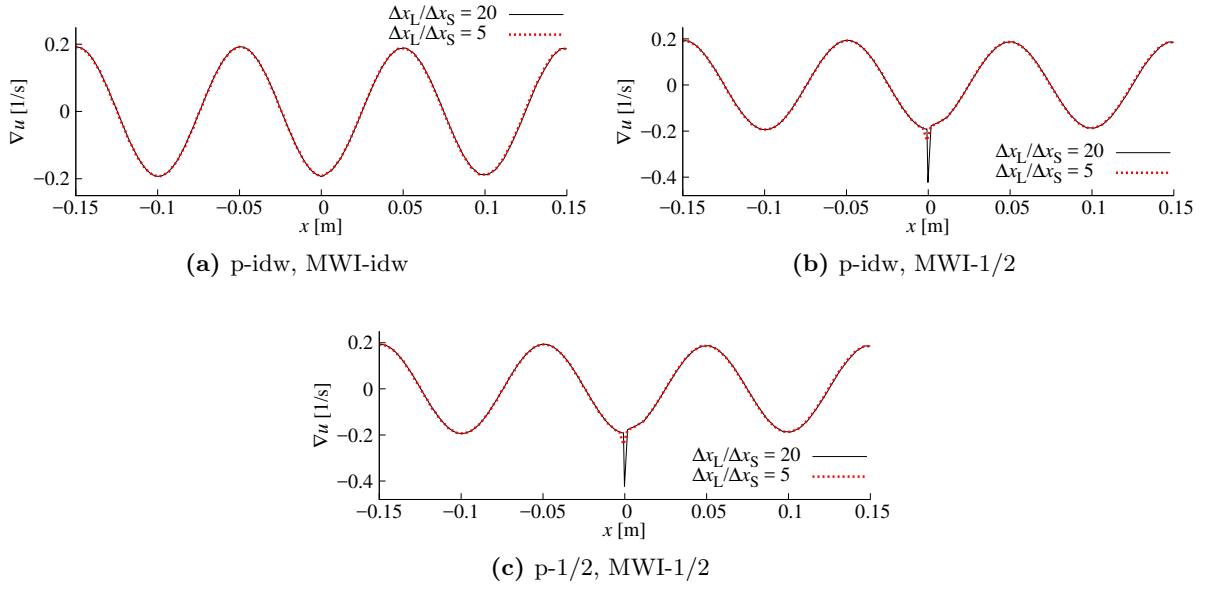 Δx_L/Δx_S = 20
Δx_L/Δx_S = 5
0.2
0
−0.2
∇u [1/s]
−0.15 −0.1 −0.05 0 0.05 0.1 0.15
x [m]
(a) p-idw, MWI-idw
0.2
0
−0.2
−0.4
∇u [1/s]
Δx_L/Δx_S = 20
Δx_L/Δx_S = 5
−0.15 −0.1 −0.05 0 0.05 0.1 0.15
x [m]
(b) p-idw, MWI-1/2
0.2
0
−0.2
−0.4
∇u [1/s]
Δx_L/Δx_S = 20
Δx_L/Δx_S = 5
−0.15 −0.1 −0.05 0 0.05 0.1 0.15
x [m]
(c) p-1/2, MWI-1/2